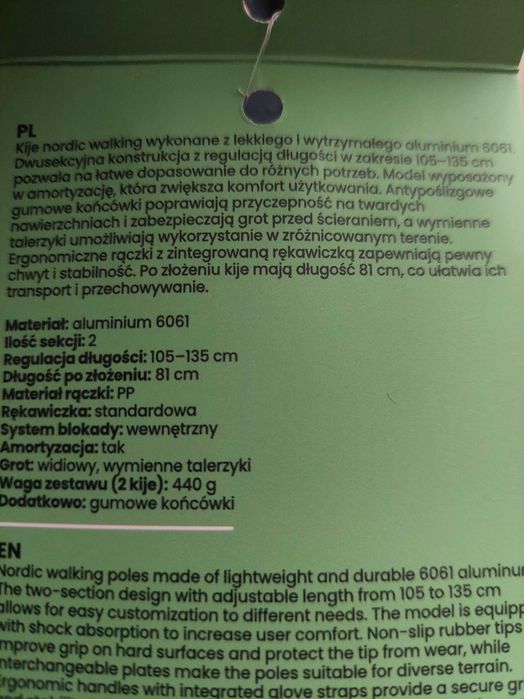 PL
Kije nordic walking wykonane z lekkiego i wytrzymałego aluminium 6061.
Dwusekcyjna konstrukcja z regulacją długości w zakresie 105–135 cm
pozwala na łatwe dopasowanie do różnych potrzeb. Model wyposażony
w amortyzację, która zwiększa komfort użytkowania. Antypoślizgowe
gumowe końcówki poprawiają przyczepność na twardych
nawierzchniach i zabezpieczają grot przed ścieraniem, a wymienne
talerzyki umożliwiają wykorzystanie w zróżnicowanym terenie.
Ergonomiczne rączki z zintegrowaną rękawiczką zapewniają pewny
chwyt i stabilność. Po złożeniu kije mają długość 81 cm, co ułatwia ich
transport i przechowywanie.
Materiał: aluminium 6061
Ilość sekcji: 2
Regulacja długości: 105–135 cm
Długość po złożeniu: 81 cm
Materiał rączki: PP
Rękawiczka: standardowa
System blokady: wewnętrzny
Amortyzacja: tak
Grot: widiowy, wymienne talerzyki
Waga zestawu (2 kije): 440 g
Dodatkowo: gumowe końcówki
EN
Nordic walking poles made of lightweight and durable 6061 aluminu
The two-section design with adjustable length from 105 to 135 cm
allows for easy customization to different needs. The model is equipp
with shock absorption to increase user comfort. Non-slip rubber tips
improve grip on hard surfaces and protect the tip from wear, while
interchangeable plates make the poles suitable for diverse terrain.
Ergonomic handles with integrated glove straps provide a secure gr